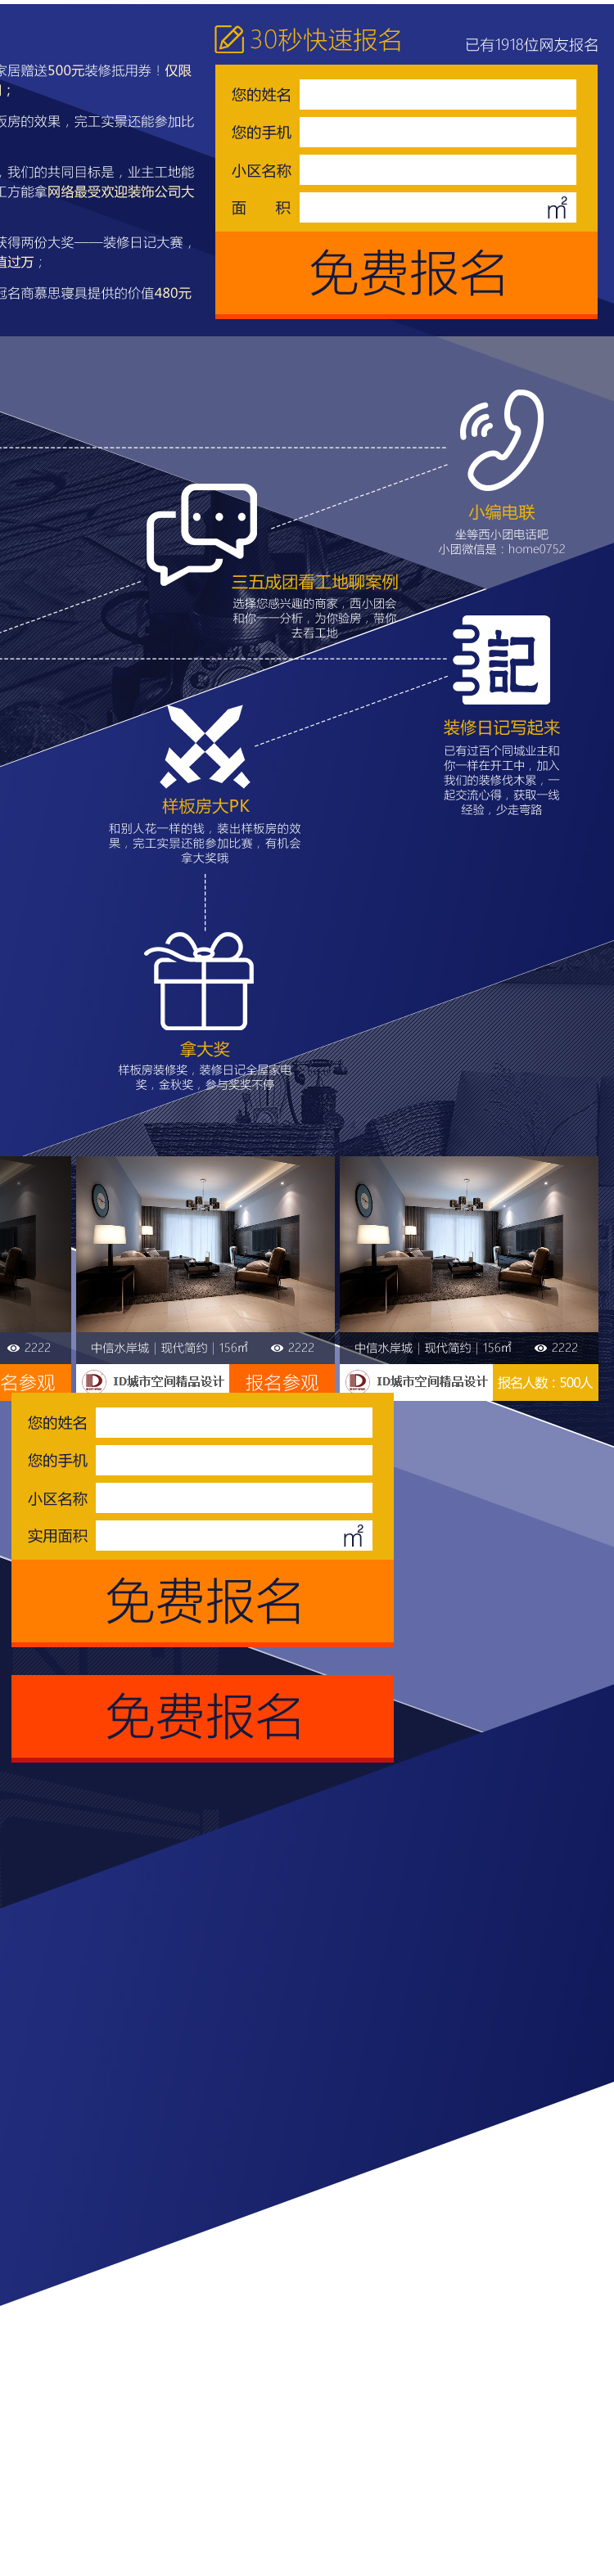 30秒快速报名
已有1918位网友报名
家居赠送500元装修抵用券！仅限
；
板房的效果，完工实景还能参加比
，我们的共同目标是，业主工地能
工方能拿网络最受欢迎装饰公司大
获得两份大奖——装修日记大赛，
值过万；
冠名商慕思寝具提供的价值480元
您的姓名
您的手机
小区名称
面 积
㎡
免费报名
小编电联
坐等西小团电话吧
小团微信是：home0752
三五成团看工地聊案例
选择您感兴趣的商家，西小团会
和你一一分析，为你验房，带你
去看工地
記
装修日记写起来
已有过百个同城业主和
你一样在开工中，加入
我们的装修伐木累，一
起交流心得，获取一线
经验，少走弯路
样板房大PK
和别人花一样的钱，装出样板房的效
果，完工实景还能参加比赛，有机会
拿大奖哦
拿大奖
样板房装修奖，装修日记全屋家电
奖，金秋奖，参与奖奖不停
2222
中信水岸城｜现代简约｜156㎡
2222
中信水岸城｜现代简约｜156㎡
2222
名参观
ID城市空间精品设计
报名参观
ID城市空间精品设计
报名人数：500人
您的姓名
您的手机
小区名称
实用面积
㎡
免费报名
免费报名